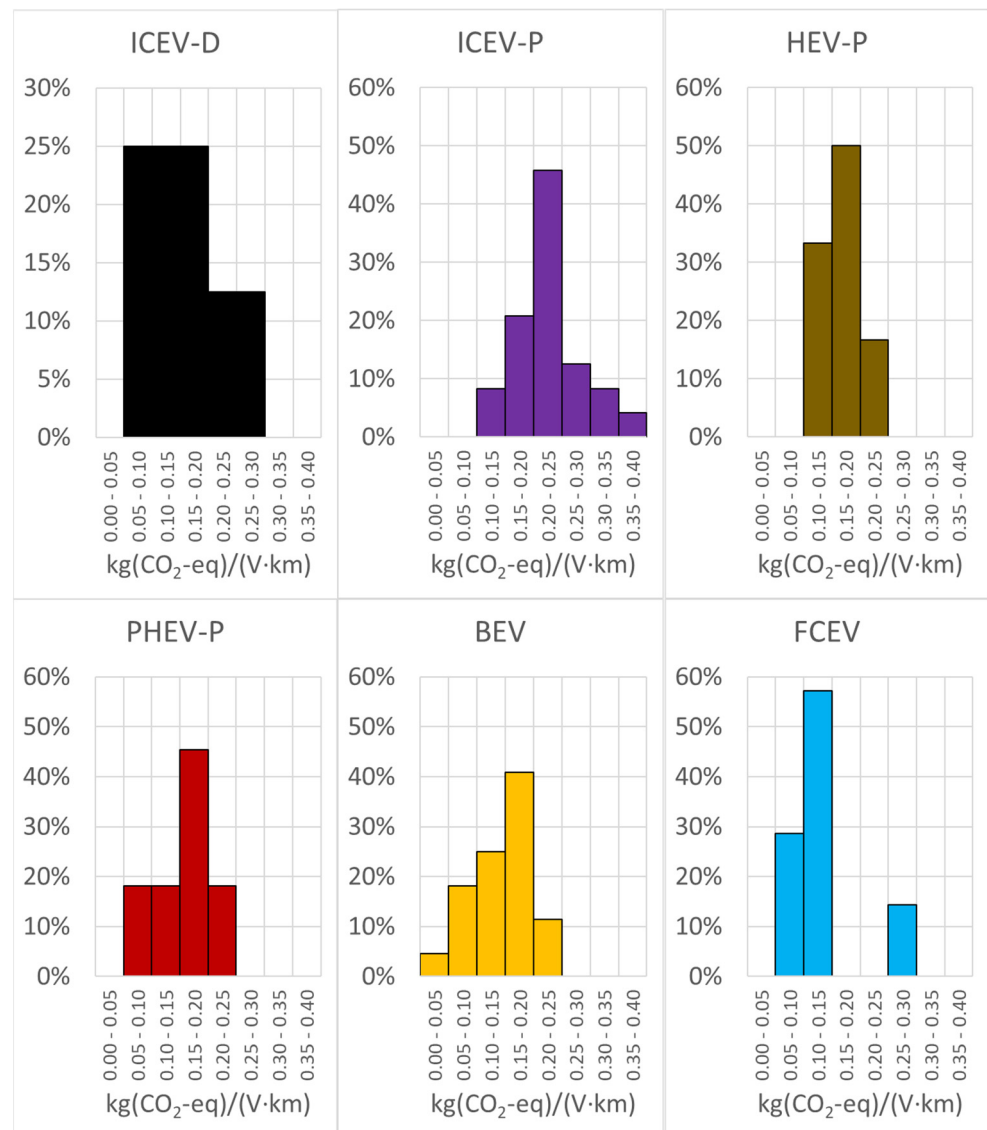 ICEV-D
30%
25%
20%
15%
10%
5%
0%
0.00 - 0.05
0.05 - 0.10
0.10 - 0.15
0.15 - 0.20
0.20 - 0.25
0.25 - 0.30
0.30 - 0.35
0.35 - 0.40
kg(CO₂-eq)/(V·km)
ICEV-P
60%
50%
40%
30%
20%
10%
0%
0.00 - 0.05
0.05 - 0.10
0.10 - 0.15
0.15 - 0.20
0.20 - 0.25
0.25 - 0.30
0.30 - 0.35
0.35 - 0.40
kg(CO₂-eq)/(V·km)
HEV-P
60%
50%
40%
30%
20%
10%
0%
0.00 - 0.05
0.05 - 0.10
0.10 - 0.15
0.15 - 0.20
0.20 - 0.25
0.25 - 0.30
0.30 - 0.35
0.35 - 0.40
kg(CO₂-eq)/(V·km)
PHEV-P
60%
50%
40%
30%
20%
10%
0%
0.00 - 0.05
0.05 - 0.10
0.10 - 0.15
0.15 - 0.20
0.20 - 0.25
0.25 - 0.30
0.30 - 0.35
0.35 - 0.40
kg(CO₂-eq)/(V·km)
BEV
60%
50%
40%
30%
20%
10%
0%
0.00 - 0.05
0.05 - 0.10
0.10 - 0.15
0.15 - 0.20
0.20 - 0.25
0.25 - 0.30
0.30 - 0.35
0.35 - 0.40
kg(CO₂-eq)/(V·km)
FCEV
60%
50%
40%
30%
20%
10%
0%
0.00 - 0.05
0.05 - 0.10
0.10 - 0.15
0.15 - 0.20
0.20 - 0.25
0.25 - 0.30
0.30 - 0.35
0.35 - 0.40
kg(CO₂-eq)/(V·km)